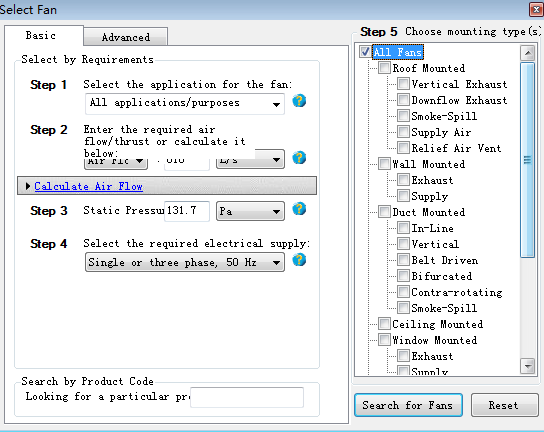 Select Fan
Basic
Advanced
Select by Requirements
Step 1
Select the application for the fan:
All applications/purposes
Step 2
Enter the required air
flow/thrust or calculate it
below:
L/s
Calculate Air Flow
Step 3
Static Pressu
131.7
Pa
Step 4
Select the required electrical supply:
Single or three phase, 50 Hz
Search by Product Code
Looking for a particular pr
Step 5 Choose mounting type(s
All Fans
Roof Mounted
Vertical Exhaust
Downflow Exhaust
Smoke-Spill
Supply Air
Relief Air Vent
Wall Mounted
Exhaust
Supply
Duct Mounted
In-Line
Vertical
Belt Driven
Bifurcated
Contra-rotating
Smoke-Spill
Ceiling Mounted
Window Mounted
Exhaust
Supply
Search for Fans
Reset